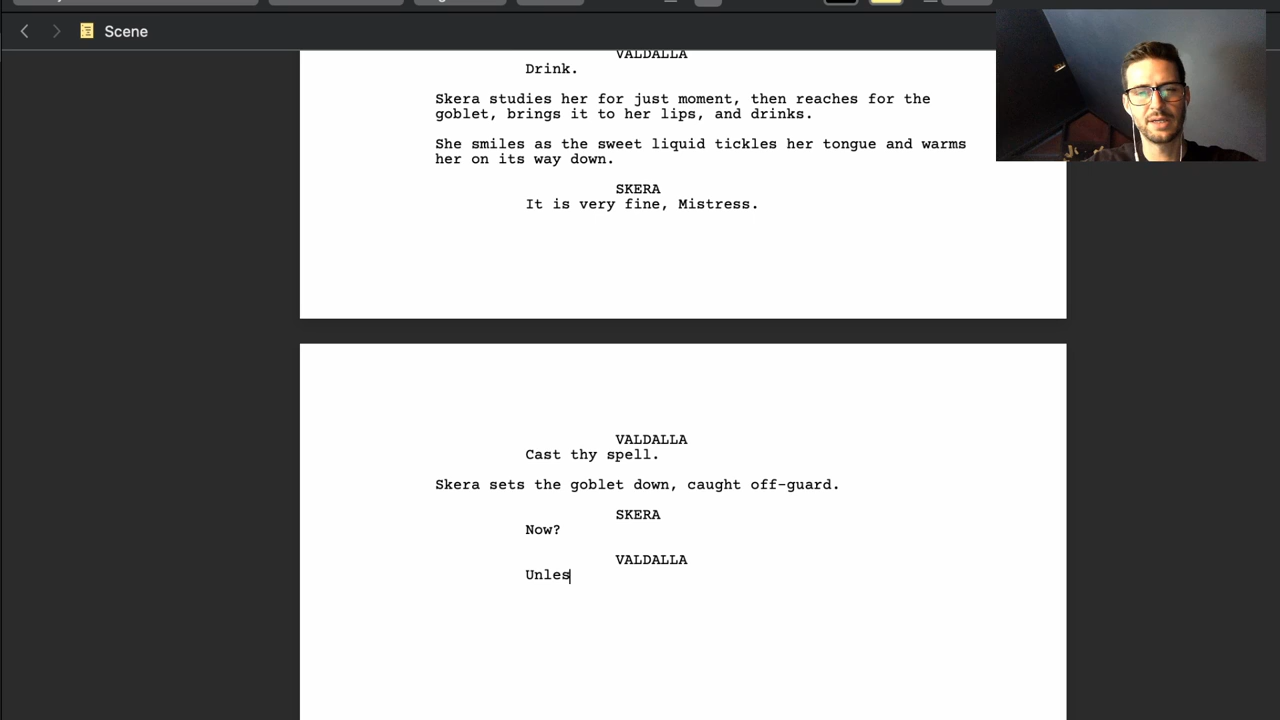 Scene
VALDALLA
Drink.
Skera studies her for just moment, then reaches for the
goblet, brings it to her lips, and drinks.
She smiles as the sweet liquid tickles her tongue and warms
her on its way down.
SKERA
It is very fine, Mistress.
VALDALLA
Cast thy spell.
Skera sets the goblet down, caught off-guard.
SKERA
Now?
VALDALLA
Unles